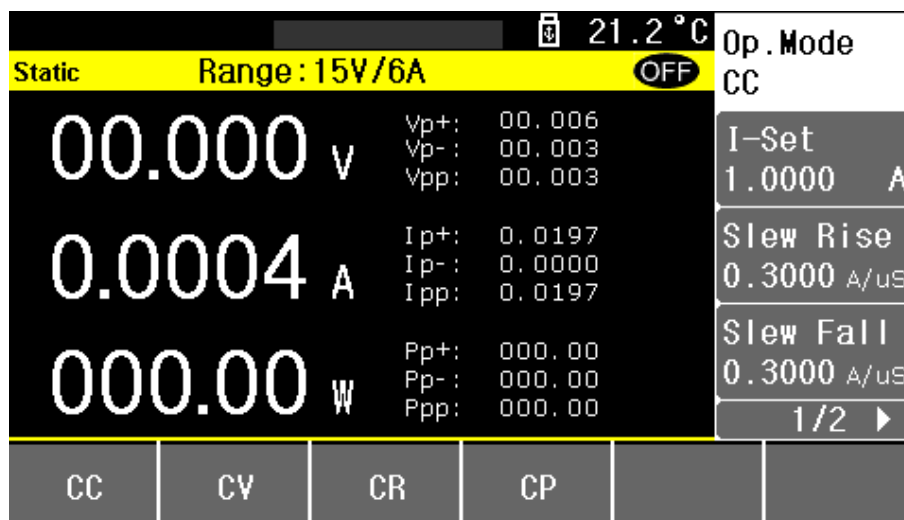 21.2°C
Static Range:15V/6A OFF
00.000 V
Vp+: 00.006
Vp-: 00.003
Vpp: 00.003
0.0004 A
Ip+: 0.0197
Ip-: 0.0000
Ipp: 0.0197
000.00 W
Pp+: 000.00
Pp-: 000.00
Ppp: 000.00
Op.Mode
CC
I-Set
1.0000 A
Slew Rise
0.3000 A/uS
Slew Fall
0.3000 A/uS
1/2
CC CV CR CP